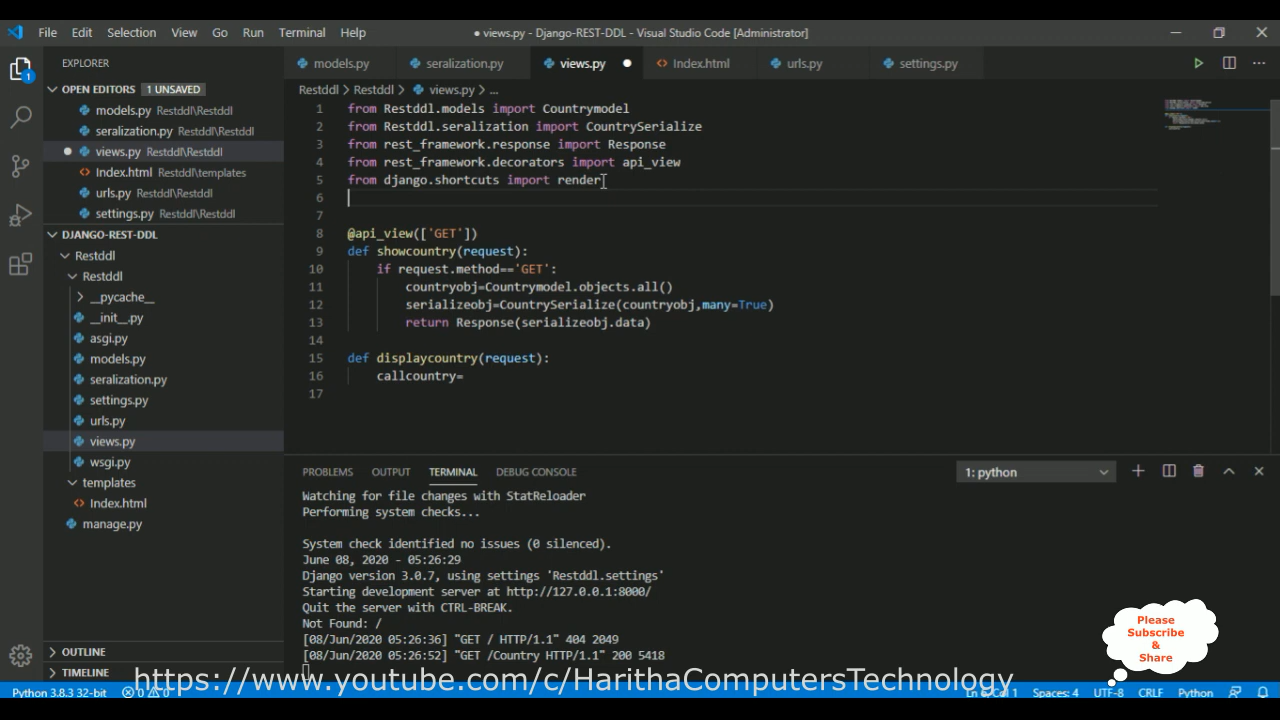 File Edit Selection View Go Run Terminal Help
● views.py - Django-REST-DDL - Visual Studio Code [Administrator]
EXPLORER
models.py seralization.py views.py Index.html urls.py settings.py
OPEN EDITORS 1 UNSAVED
models.py Restddl\Restddl
seralization.py Restddl\Restddl
views.py Restddl\Restddl
Index.html Restddl\templates
urls.py Restddl\Restddl
settings.py Restddl\Restddl
DJANGO-REST-DDL
Restddl
Restddl
__pycache__
__init__.py
asgi.py
models.py
seralization.py
settings.py
urls.py
views.py
wsgi.py
templates
Index.html
manage.py
OUTLINE
TIMELINE
Restddl > Restddl > views.py > ...
1 from Restddl.models import Countrymodel
2 from Restddl.seralization import CountrySerialize
3 from rest_framework.response import Response
4 from rest_framework.decorators import api_view
5 from django.shortcuts import render
6
7
8 @api_view(['GET'])
9 def showcountry(request):
10 if request.method=='GET':
11 countryobj=Countrymodel.objects.all()
12 serializeobj=CountrySerialize(countryobj,many=True)
13 return Response(serializeobj.data)
14
15 def displaycountry(request):
16 callcountry=
17
PROBLEMS OUTPUT TERMINAL DEBUG CONSOLE
1: python
Watching for file changes with StatReloader
Performing system checks...
System check identified no issues (0 silenced).
June 08, 2020 - 05:26:29
Django version 3.0.7, using settings 'Restddl.settings'
Starting development server at http://127.0.0.1:8000/
Quit the server with CTRL-BREAK.
Not Found: /
[08/Jun/2020 05:26:36] "GET / HTTP/1.1" 404 2049
[08/Jun/2020 05:26:52] "GET /Country HTTP/1.1" 200 5418
Please
Subscribe
&
Share
https://www.youtube.com/c/HarithaComputersTechnology
Python 3.8.3 32-bit 0 0 Ln 6, Col 1 Spaces: 4 UTF-8 CRLF Python